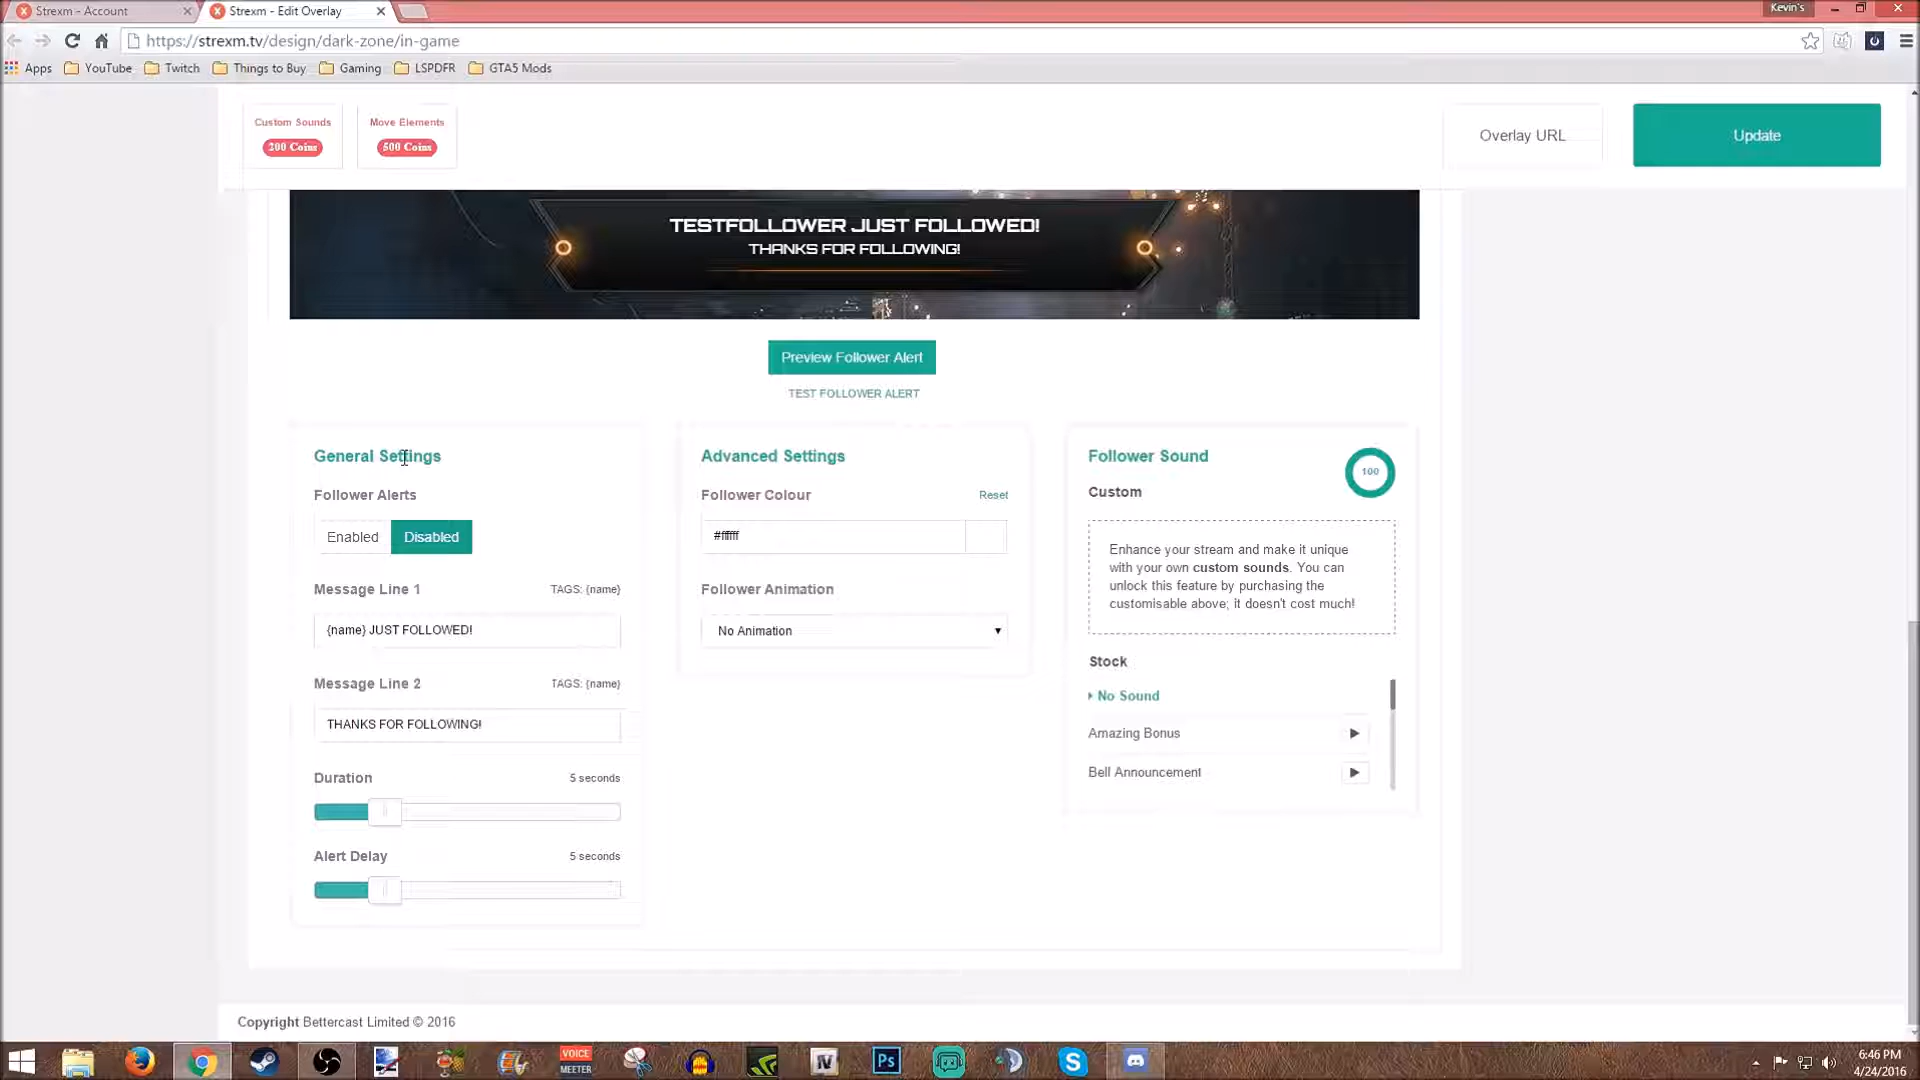 Strexm - Account
Strexm - Edit Overlay
Kevin's
https://strexm.tv/design/dark-zone/in-game
Apps YouTube Twitch Things to Buy Gaming LSPDFR GTA5 Mods
Custom Sounds
200 Coins
Move Elements
500 Coins
Overlay URL
Update
TESTFOLLOWER JUST FOLLOWED!
THANKS FOR FOLLOWING!
Preview Follower Alert
TEST FOLLOWER ALERT
General Settings
Follower Alerts
Enabled Disabled
Message Line 1 TAGS: {name}
{name} JUST FOLLOWED!
Message Line 2 TAGS: {name}
THANKS FOR FOLLOWING!
Duration 5 seconds
Alert Delay 5 seconds
Advanced Settings
Follower Colour Reset
#ffffff
Follower Animation
No Animation
Follower Sound
100
Custom
Enhance your stream and make it unique
with your own custom sounds. You can
unlock this feature by purchasing the
customisable above; it doesn't cost much!
Stock
No Sound
Amazing Bonus
Bell Announcement
Copyright Bettercast Limited © 2016
VOICE
MEETER
Ps
6:46 PM
4/24/2016